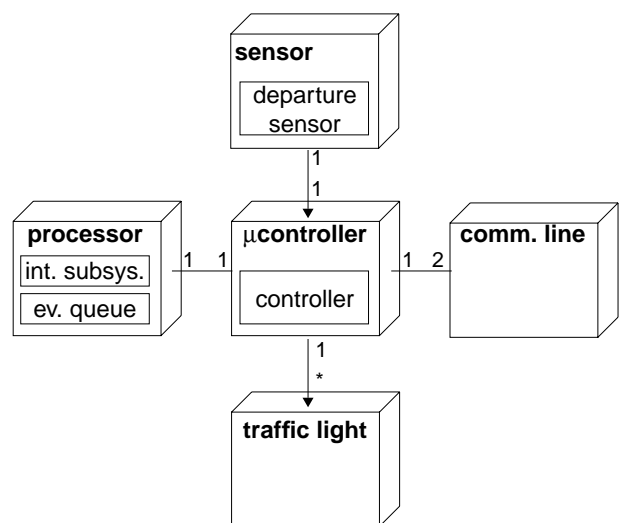 sensor
departure
sensor
1
1
processor
int. subsys.
ev. queue
1 1
μcontroller
controller
1 2
comm. line
1
*
traffic light